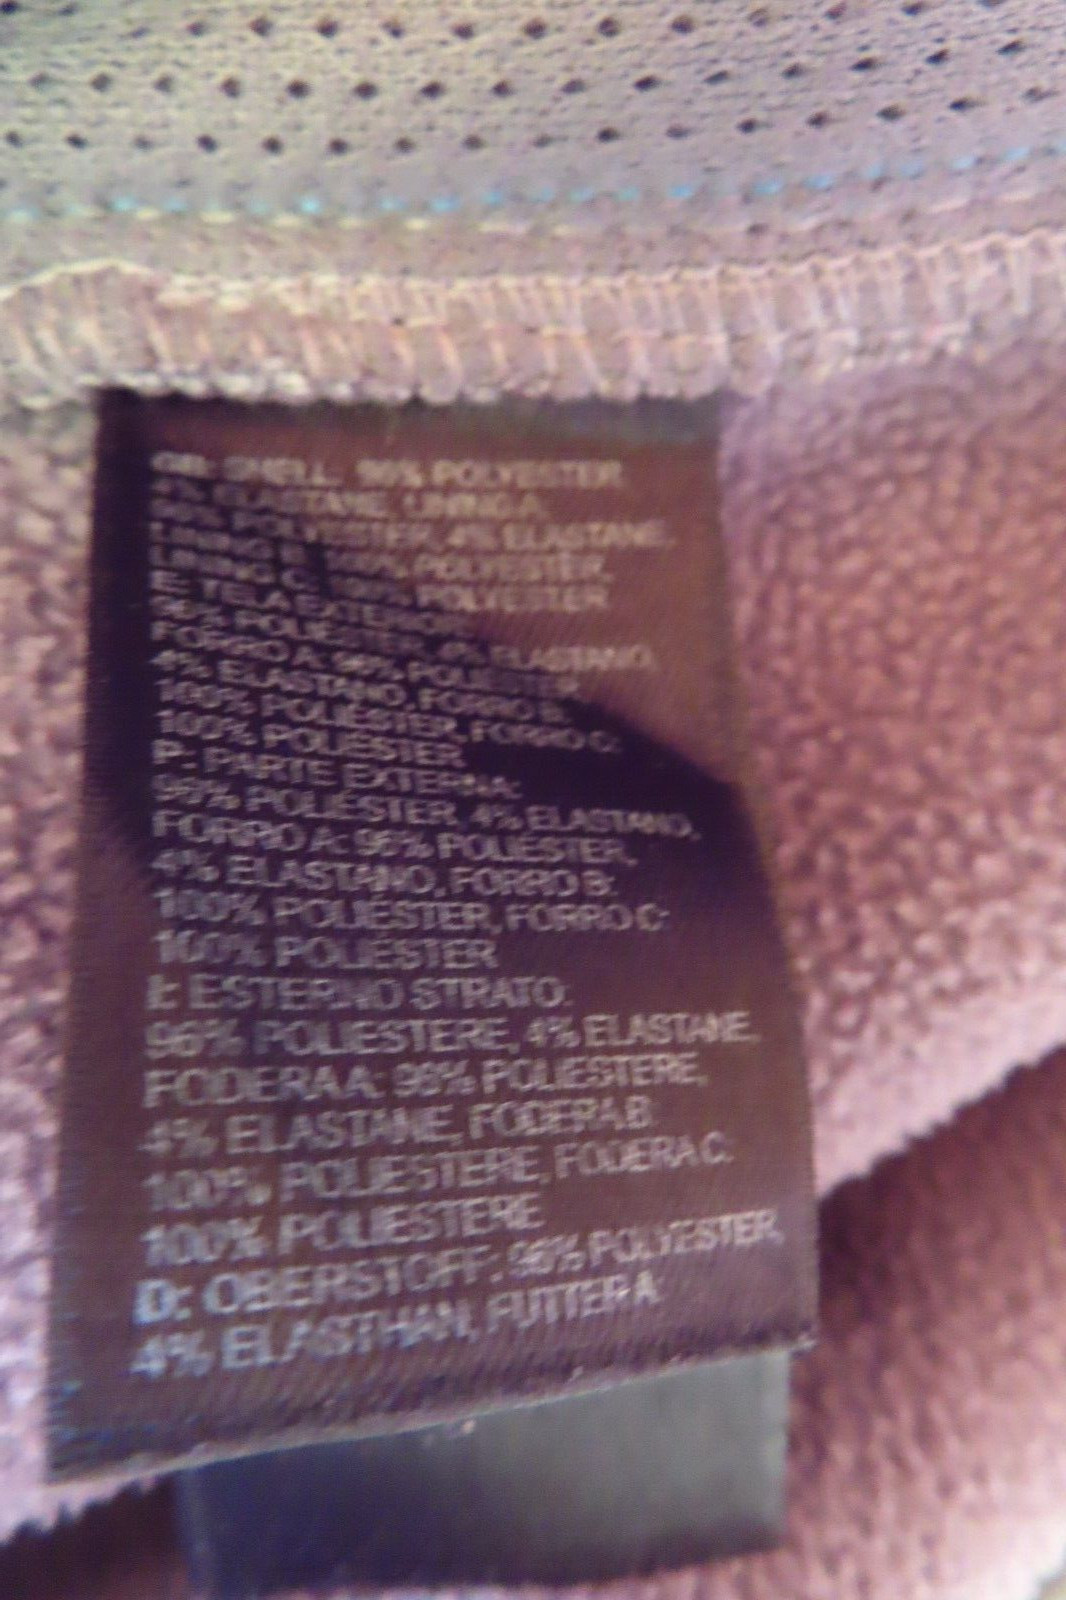 GB: SHELL: 96% POLYESTER
4% ELASTANE, LINING A:
96% POLYESTER, 4% ELASTANE,
LINING B: 100% POLYESTER,
LINING C: 100% POLYESTER
E: TELA EXTERIOR:
96% POLIÉSTER, 4% ELASTANO,
FORRO A: 96% POLIÉSTER,
4% ELASTANO, FORRO B:
100% POLIÉSTER, FORRO C:
100% POLIÉSTER
P: PARTE EXTERNA:
96% POLIÉSTER, 4% ELASTANO,
FORRO A: 96% POLIÉSTER,
4% ELASTANO, FORRO B:
100% POLIÉSTER, FORRO C:
100% POLIÉSTER
I: ESTERNO STRATO:
96% POLIESTERE, 4% ELASTANE,
FODERA A: 96% POLIESTERE,
4% ELASTANE, FODERA B:
100% POLIESTERE, FODERA C:
100% POLIESTERE
D: OBERSTOFF: 96% POLYESTER,
4% ELASTHAN, FUTTER A: